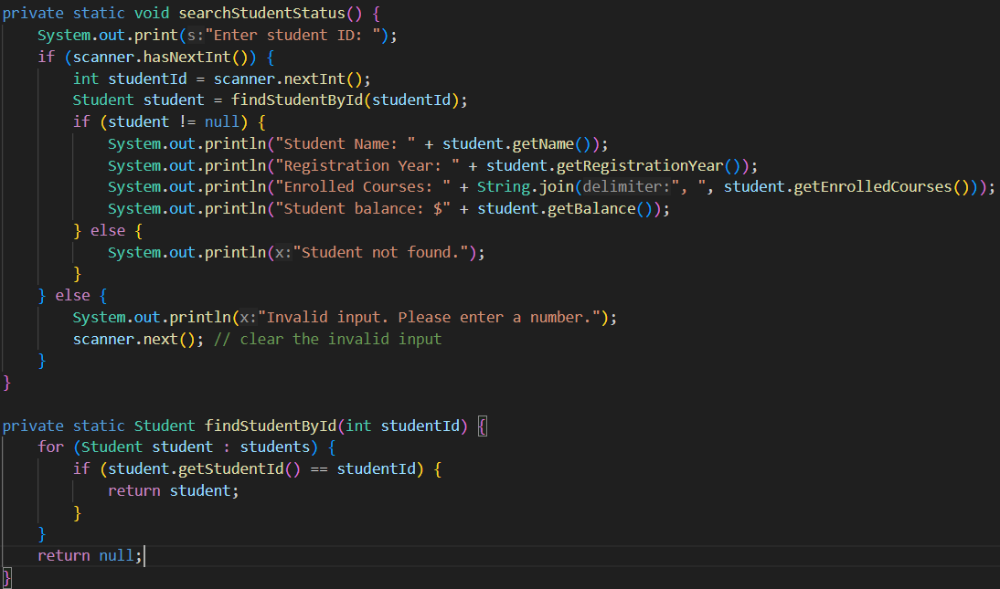 private static void searchStudentStatus() {
    System.out.print(s:"Enter student ID: ");
    if (scanner.hasNextInt()) {
        int studentId = scanner.nextInt();
        Student student = findStudentById(studentId);
        if (student != null) {
            System.out.println("Student Name: " + student.getName());
            System.out.println("Registration Year: " + student.getRegistrationYear());
            System.out.println("Enrolled Courses: " + String.join(delimiter:", ", student.getEnrolledCourses()));
            System.out.println("Student balance: $" + student.getBalance());
        } else {
            System.out.println(x:"Student not found.");
        }
    } else {
        System.out.println(x:"Invalid input. Please enter a number.");
        scanner.next(); // clear the invalid input
    }
}

private static Student findStudentById(int studentId) {
    for (Student student : students) {
        if (student.getStudentId() == studentId) {
            return student;
        }
    }
    return null;
}